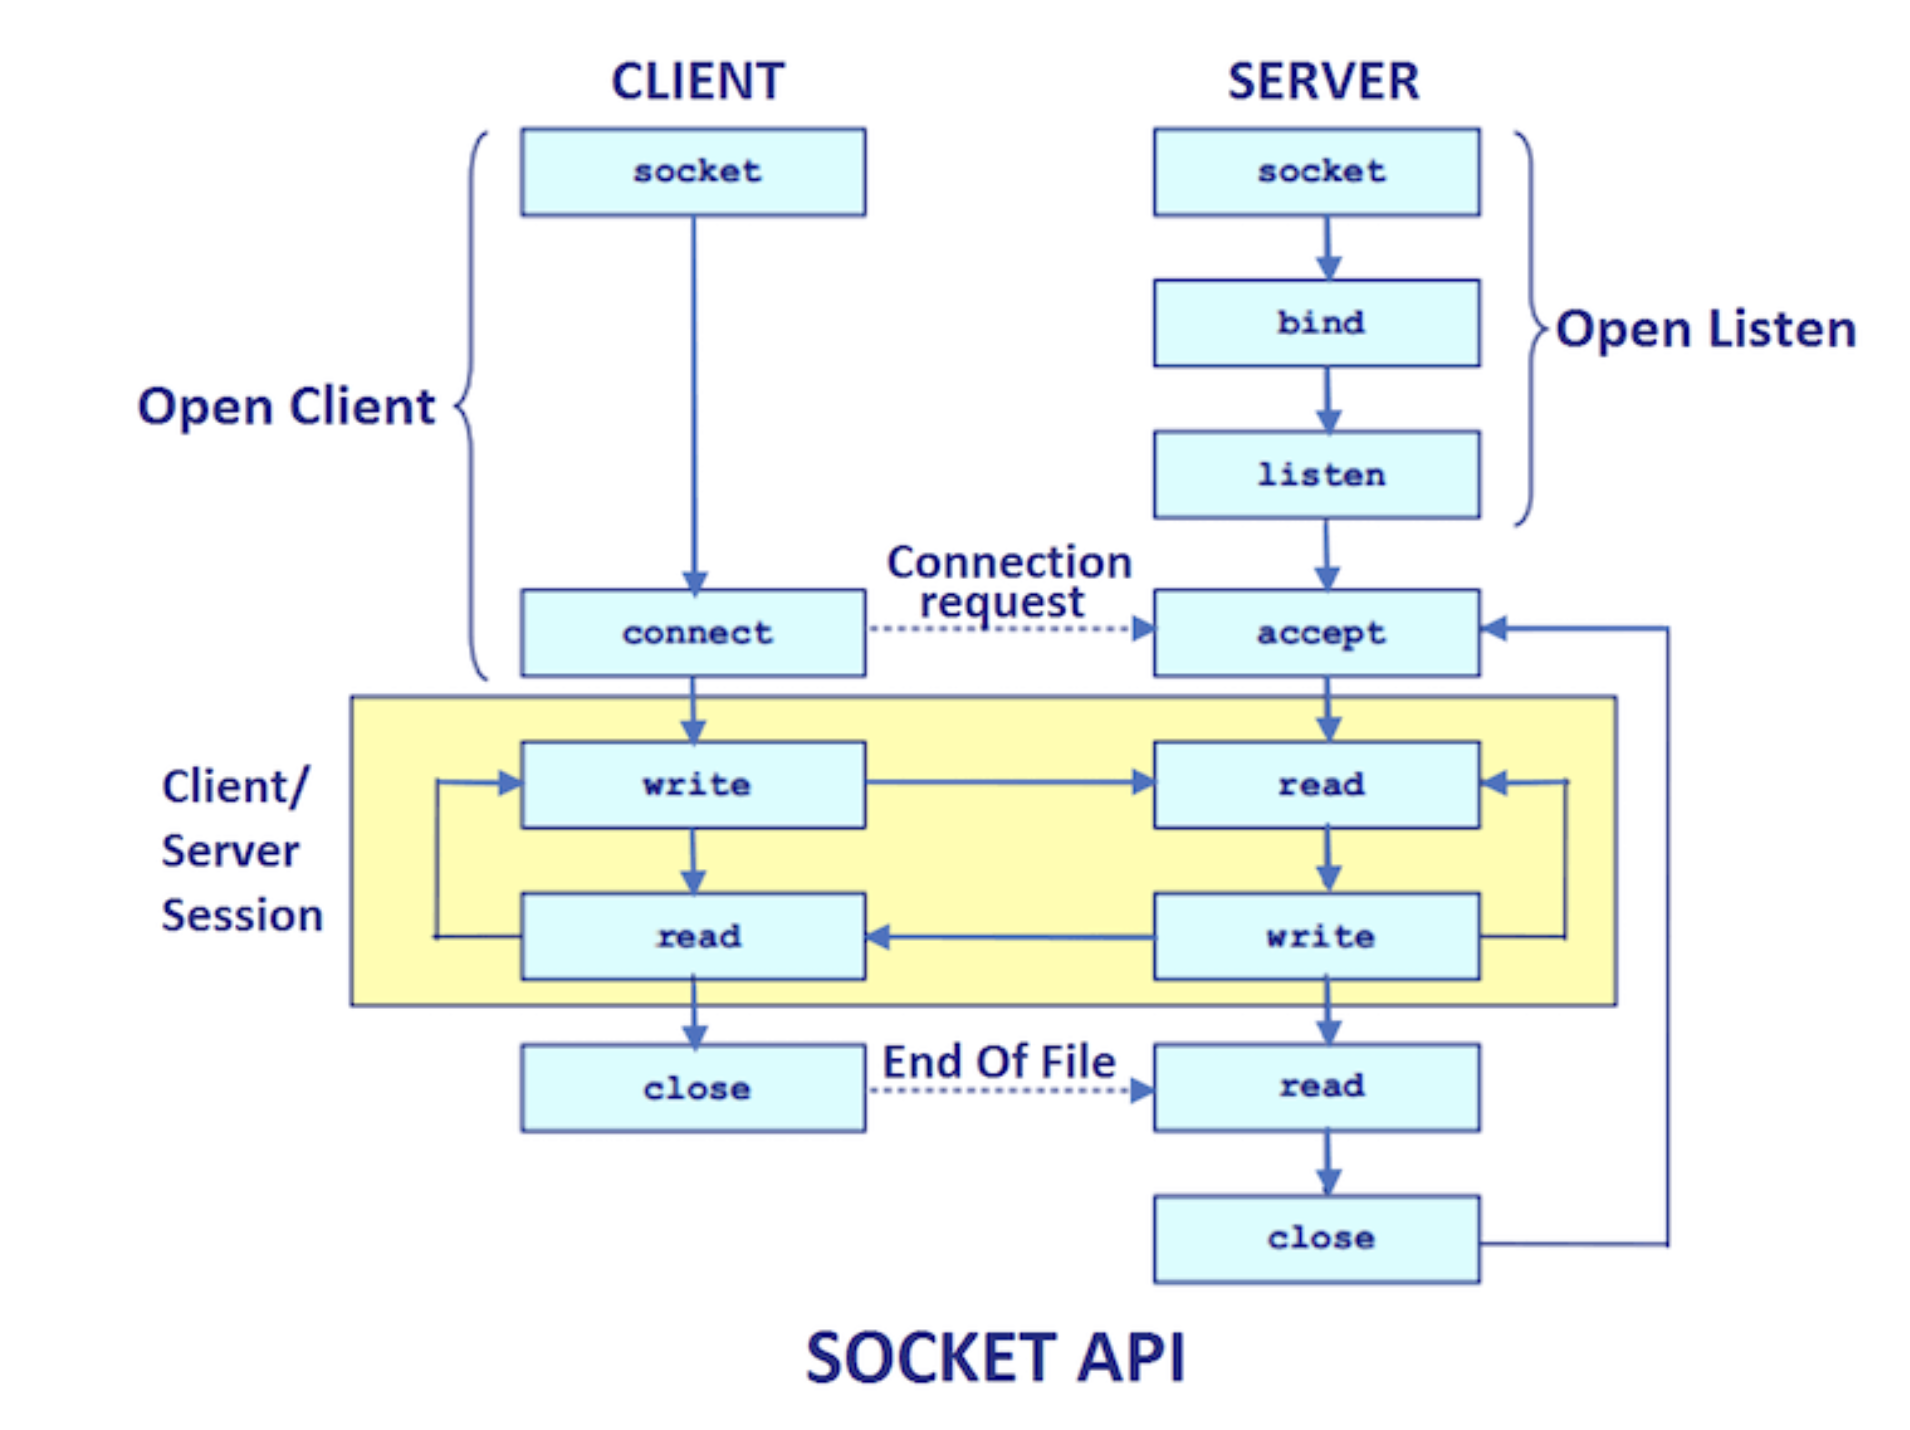 CLIENT
SERVER
socket
socket
bind
Open Listen
Open Client
listen
Connection
request
connect
accept
Client/
Server
Session
write
read
read
write
End Of File
close
read
close
SOCKET API